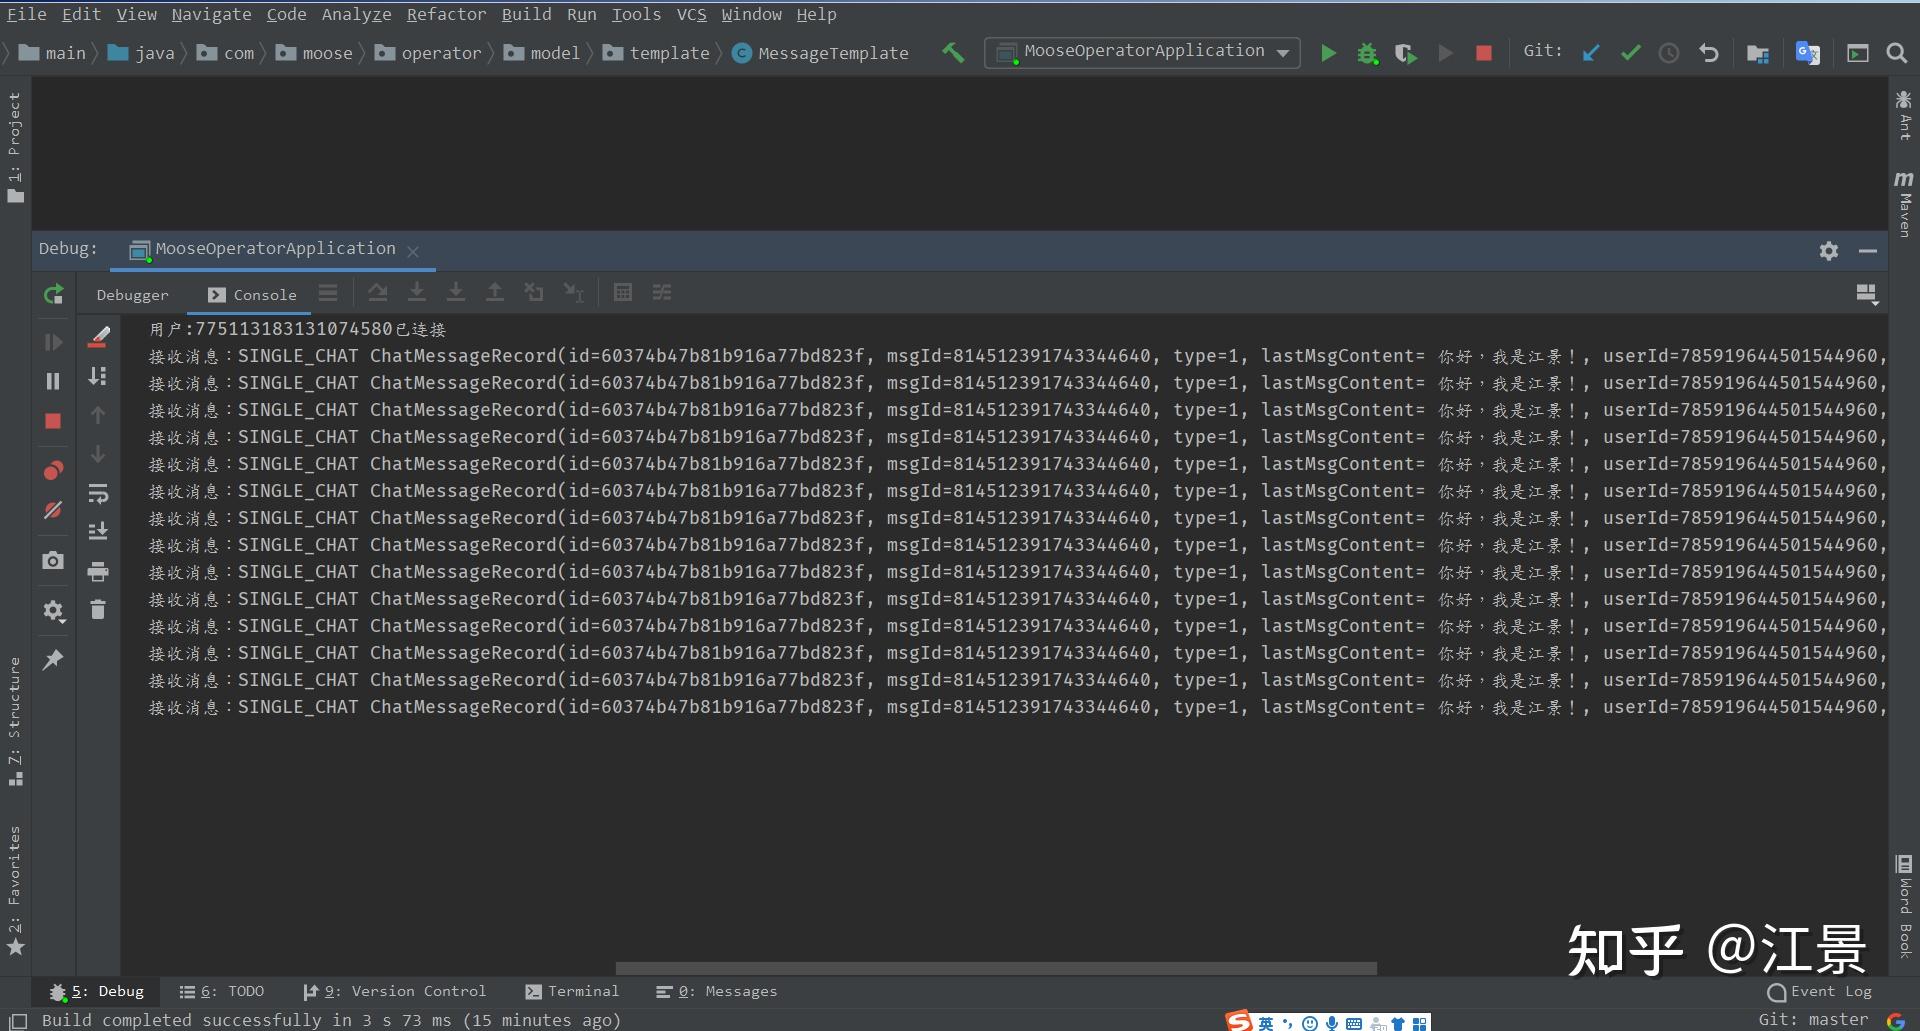 File Edit View Navigate Code Analyze Refactor Build Run Tools VCS Window Help
main java com moose operator model template MessageTemplate MooseOperatorApplication Git:
1: Project
Ant
Maven
Debug: MooseOperatorApplication
Debugger Console
用户:775113183131074580已连接
接收消息：SINGLE_CHAT ChatMessageRecord(id=60374b47b81b916a77bd823f, msgId=814512391743344640, type=1, lastMsgContent= 你好，我是江景！, userId=785919644501544960,
接收消息：SINGLE_CHAT ChatMessageRecord(id=60374b47b81b916a77bd823f, msgId=814512391743344640, type=1, lastMsgContent= 你好，我是江景！, userId=785919644501544960,
接收消息：SINGLE_CHAT ChatMessageRecord(id=60374b47b81b916a77bd823f, msgId=814512391743344640, type=1, lastMsgContent= 你好，我是江景！, userId=785919644501544960,
接收消息：SINGLE_CHAT ChatMessageRecord(id=60374b47b81b916a77bd823f, msgId=814512391743344640, type=1, lastMsgContent= 你好，我是江景！, userId=785919644501544960,
接收消息：SINGLE_CHAT ChatMessageRecord(id=60374b47b81b916a77bd823f, msgId=814512391743344640, type=1, lastMsgContent= 你好，我是江景！, userId=785919644501544960,
接收消息：SINGLE_CHAT ChatMessageRecord(id=60374b47b81b916a77bd823f, msgId=814512391743344640, type=1, lastMsgContent= 你好，我是江景！, userId=785919644501544960,
接收消息：SINGLE_CHAT ChatMessageRecord(id=60374b47b81b916a77bd823f, msgId=814512391743344640, type=1, lastMsgContent= 你好，我是江景！, userId=785919644501544960,
接收消息：SINGLE_CHAT ChatMessageRecord(id=60374b47b81b916a77bd823f, msgId=814512391743344640, type=1, lastMsgContent= 你好，我是江景！, userId=785919644501544960,
接收消息：SINGLE_CHAT ChatMessageRecord(id=60374b47b81b916a77bd823f, msgId=814512391743344640, type=1, lastMsgContent= 你好，我是江景！, userId=785919644501544960,
接收消息：SINGLE_CHAT ChatMessageRecord(id=60374b47b81b916a77bd823f, msgId=814512391743344640, type=1, lastMsgContent= 你好，我是江景！, userId=785919644501544960,
接收消息：SINGLE_CHAT ChatMessageRecord(id=60374b47b81b916a77bd823f, msgId=814512391743344640, type=1, lastMsgContent= 你好，我是江景！, userId=785919644501544960,
接收消息：SINGLE_CHAT ChatMessageRecord(id=60374b47b81b916a77bd823f, msgId=814512391743344640, type=1, lastMsgContent= 你好，我是江景！, userId=785919644501544960,
接收消息：SINGLE_CHAT ChatMessageRecord(id=60374b47b81b916a77bd823f, msgId=814512391743344640, type=1, lastMsgContent= 你好，我是江景！, userId=785919644501544960,
接收消息：SINGLE_CHAT ChatMessageRecord(id=60374b47b81b916a77bd823f, msgId=814512391743344640, type=1, lastMsgContent= 你好，我是江景！, userId=785919644501544960,
7: Structure
2: Favorites
Word Book
知乎 @江景
5: Debug 6: TODO 9: Version Control Terminal 0: Messages Event Log
Build completed successfully in 3 s 73 ms (15 minutes ago) 英 Git: master